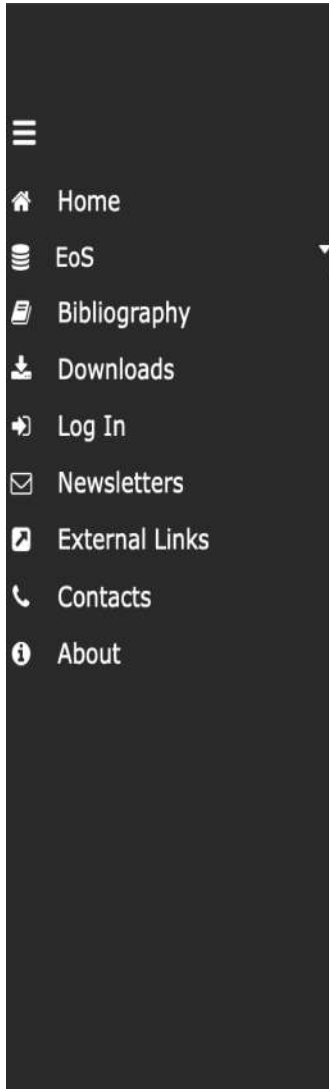 Home
EoS
Bibliography
Downloads
Log In
Newsletters
External Links
Contacts
About